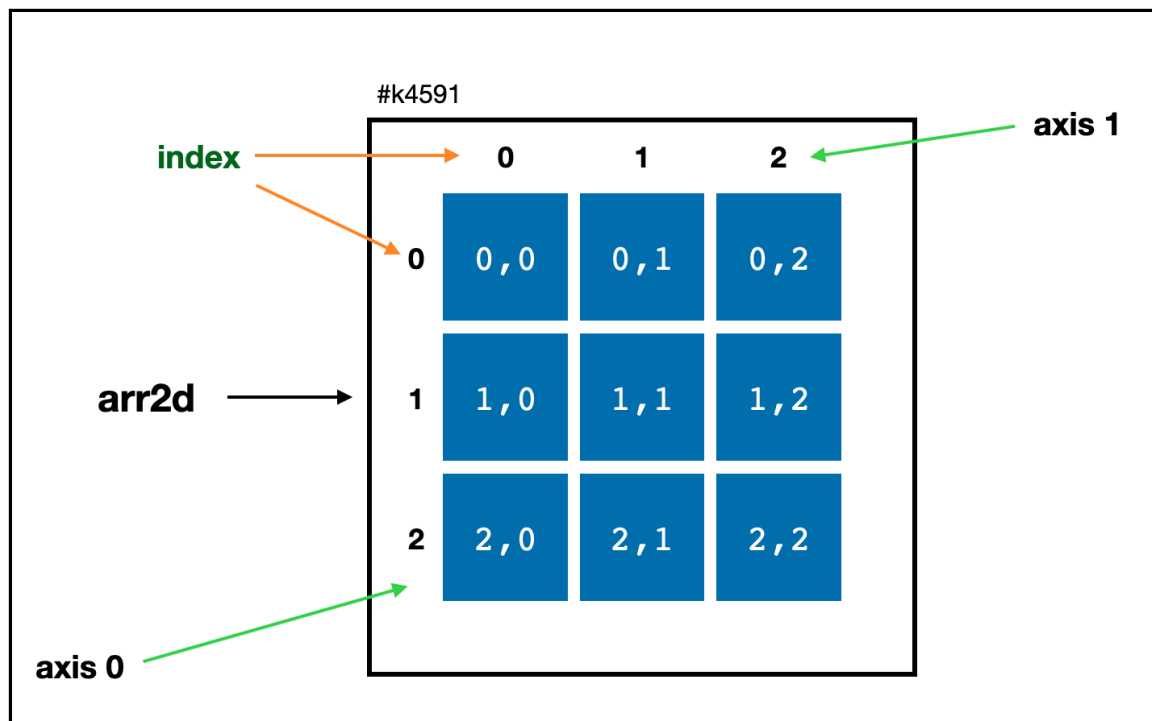 #k4591
axis 1
index
0 1 2
0 0,0 0,1 0,2
arr2d
1 1,0 1,1 1,2
2 2,0 2,1 2,2
axis 0